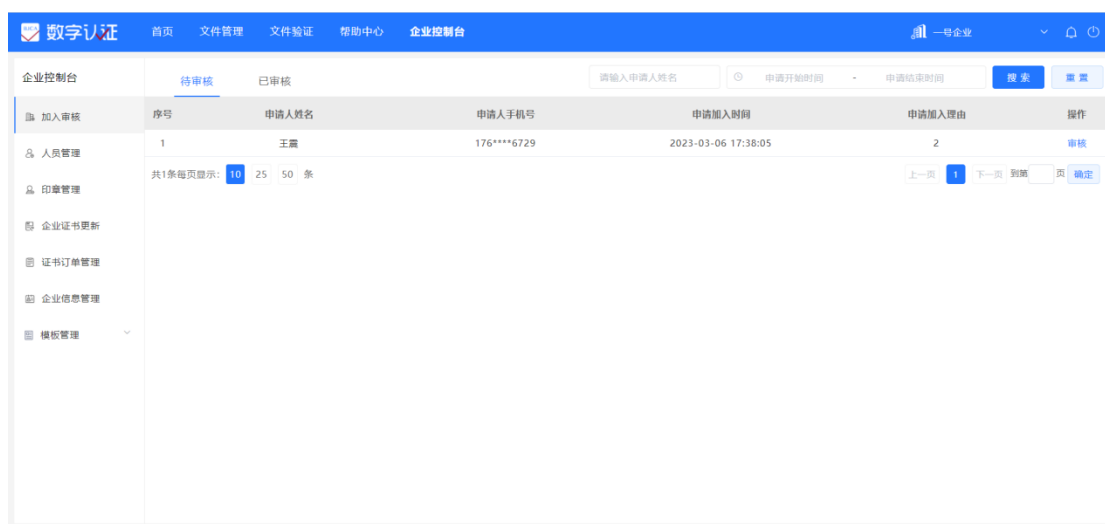 数字认证 首页 文件管理 文件验证 帮助中心 企业控制台 一号企业
企业控制台 待审核 已审核 请输入申请人姓名 申请开始时间 - 申请结束时间 搜索 重置
加入审核 序号 申请人姓名 申请人手机号 申请加入时间 申请加入理由 操作
1 王震 176****6729 2023-03-06 17:38:05 2 审核
人员管理
共1条每页显示: 10 25 50 条 上一页 1 下一页 到第 页 确定
印章管理
企业证书更新
证书订单管理
企业信息管理
模板管理